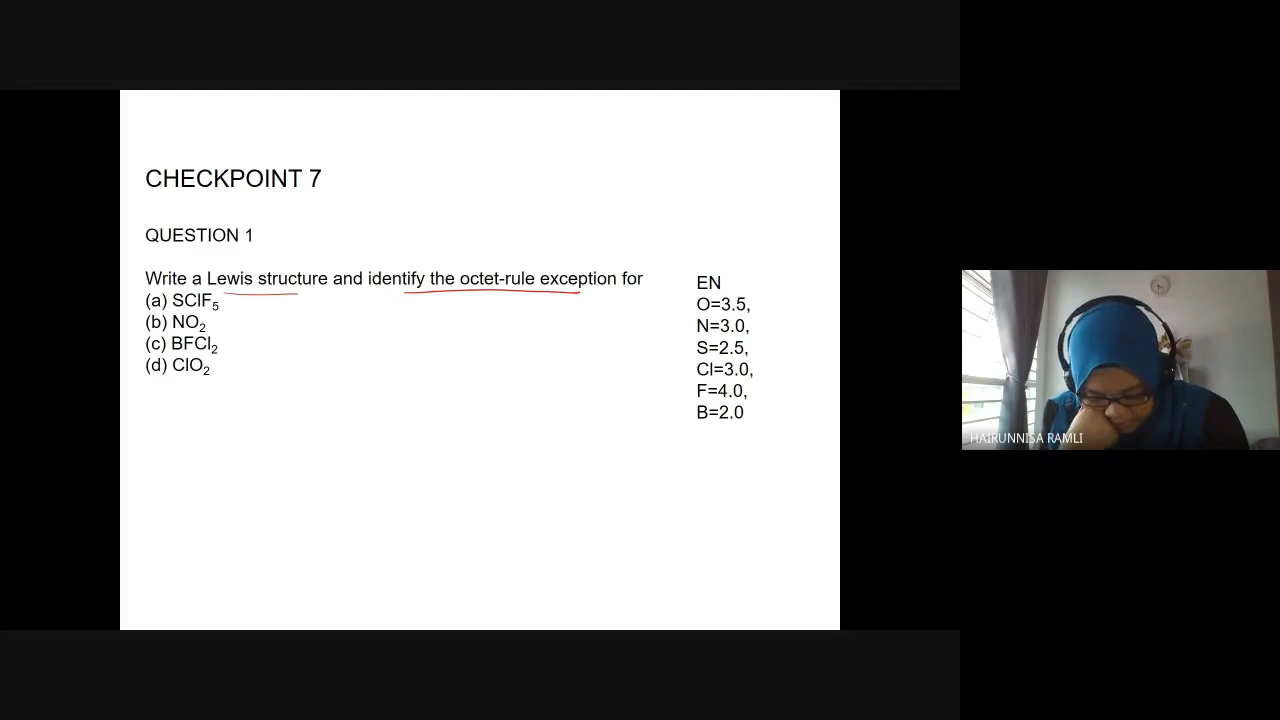 CHECKPOINT 7
QUESTION 1
Write a Lewis structure and identify the octet-rule exception for
(a) SClF₅
(b) NO₂
(c) BFCl₂
(d) ClO₂
EN
O=3.5,
N=3.0,
S=2.5,
Cl=3.0,
F=4.0,
B=2.0
HAIRUNNISA RAMLI